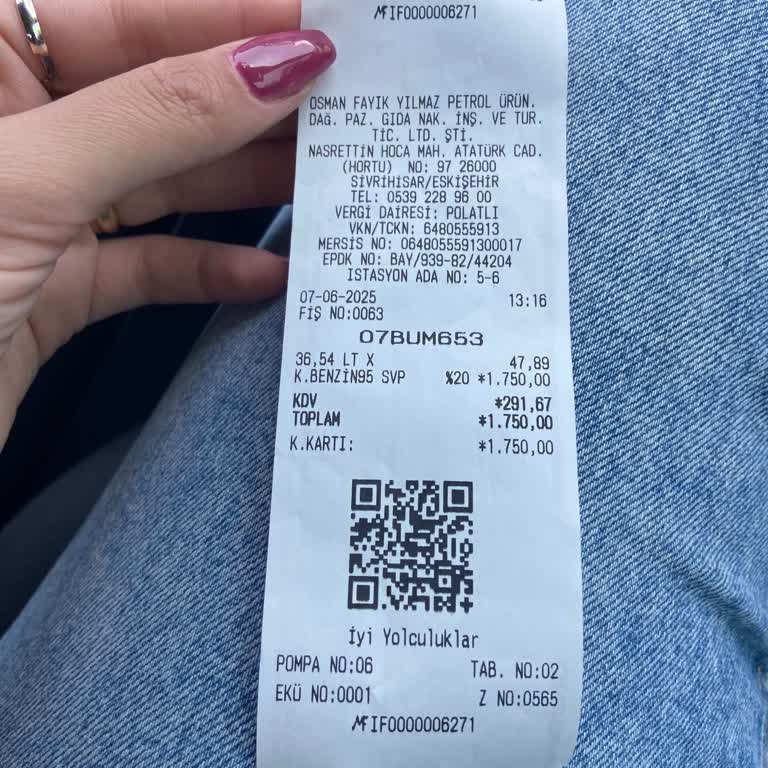 MF IF0000006271
OSMAN FAYIK YILMAZ PETROL ÜRÜN.
DAĞ. PAZ. GIDA NAK. İNŞ. VE TUR.
TİC. LTD. ŞTİ.
NASRETTİN HOCA MAH. ATATÜRK CAD.
(HORTU) NO: 97 26000
SİVRİHİSAR/ESKİŞEHİR
TEL: 0539 228 96 00
VERGİ DAİRESİ: POLATLI
VKN/TCKN: 6480555913
MERSİS NO: 0648055591300017
EPDK NO: BAY/939-82/44204
ISTASYON ADA NO: 5-6
07-06-2025 13:16
FİŞ NO:0063
07BUM653
36,54 LT X 47,89
K.BENZİN95 SVP %20 *1.750,00
KDV *291,67
TOPLAM *1.750,00
K.KARTI: *1.750,00
İyi Yolculuklar
POMPA NO:06 TAB. NO:02
EKÜ NO:0001 Z NO:0565
MF IF0000006271